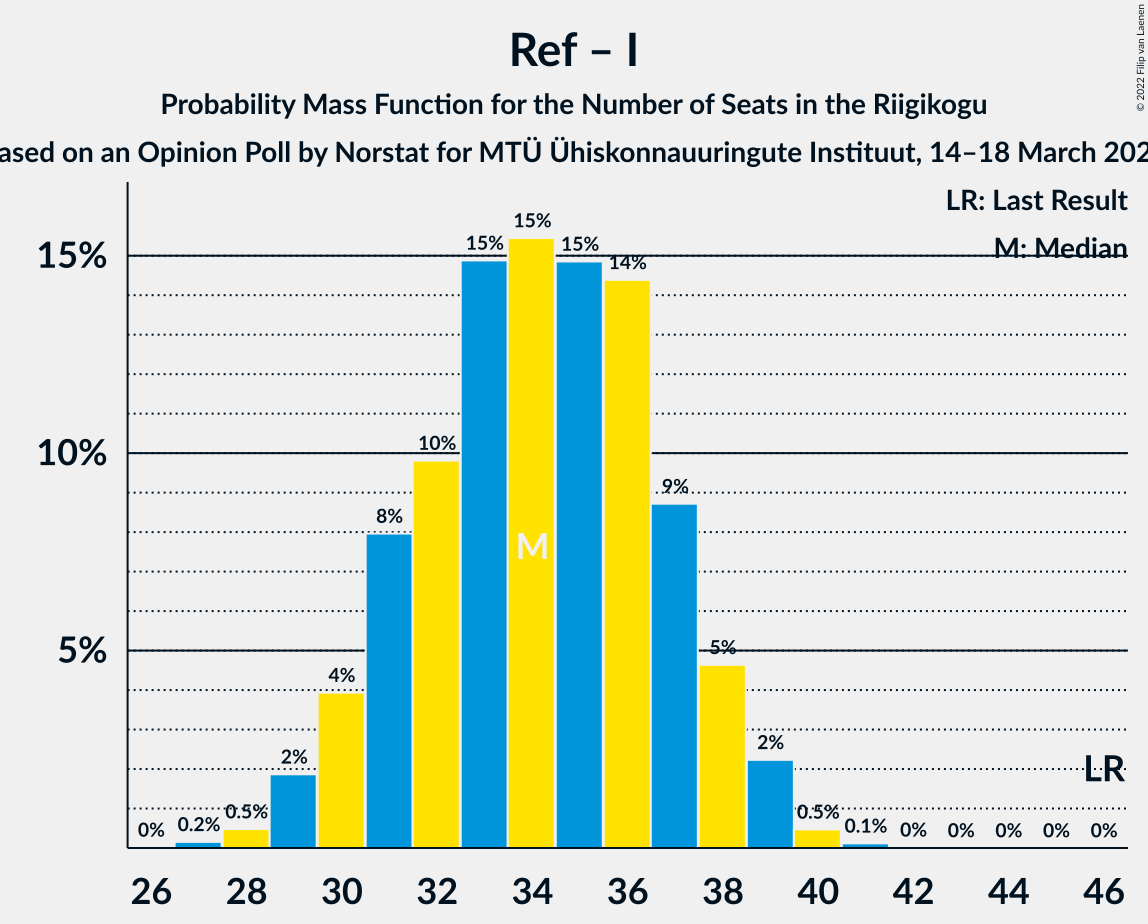 Ref – I
Probability Mass Function for the Number of Seats in the Riigikogu
ased on an Opinion Poll by Norstat for MTÜ Ühiskonnauuringute Instituut, 14–18 March 202
© 2022 Filip van Laenen
LR: Last Result
M: Median
15%
10%
5%
0% 0.2% 0.5% 2% 4% 8% 10% 15% 15% 15% 14% 9% 5% 2% 0.5% 0.1% 0% 0% 0% 0% 0%
M
LR
26 28 30 32 34 36 38 40 42 44 46